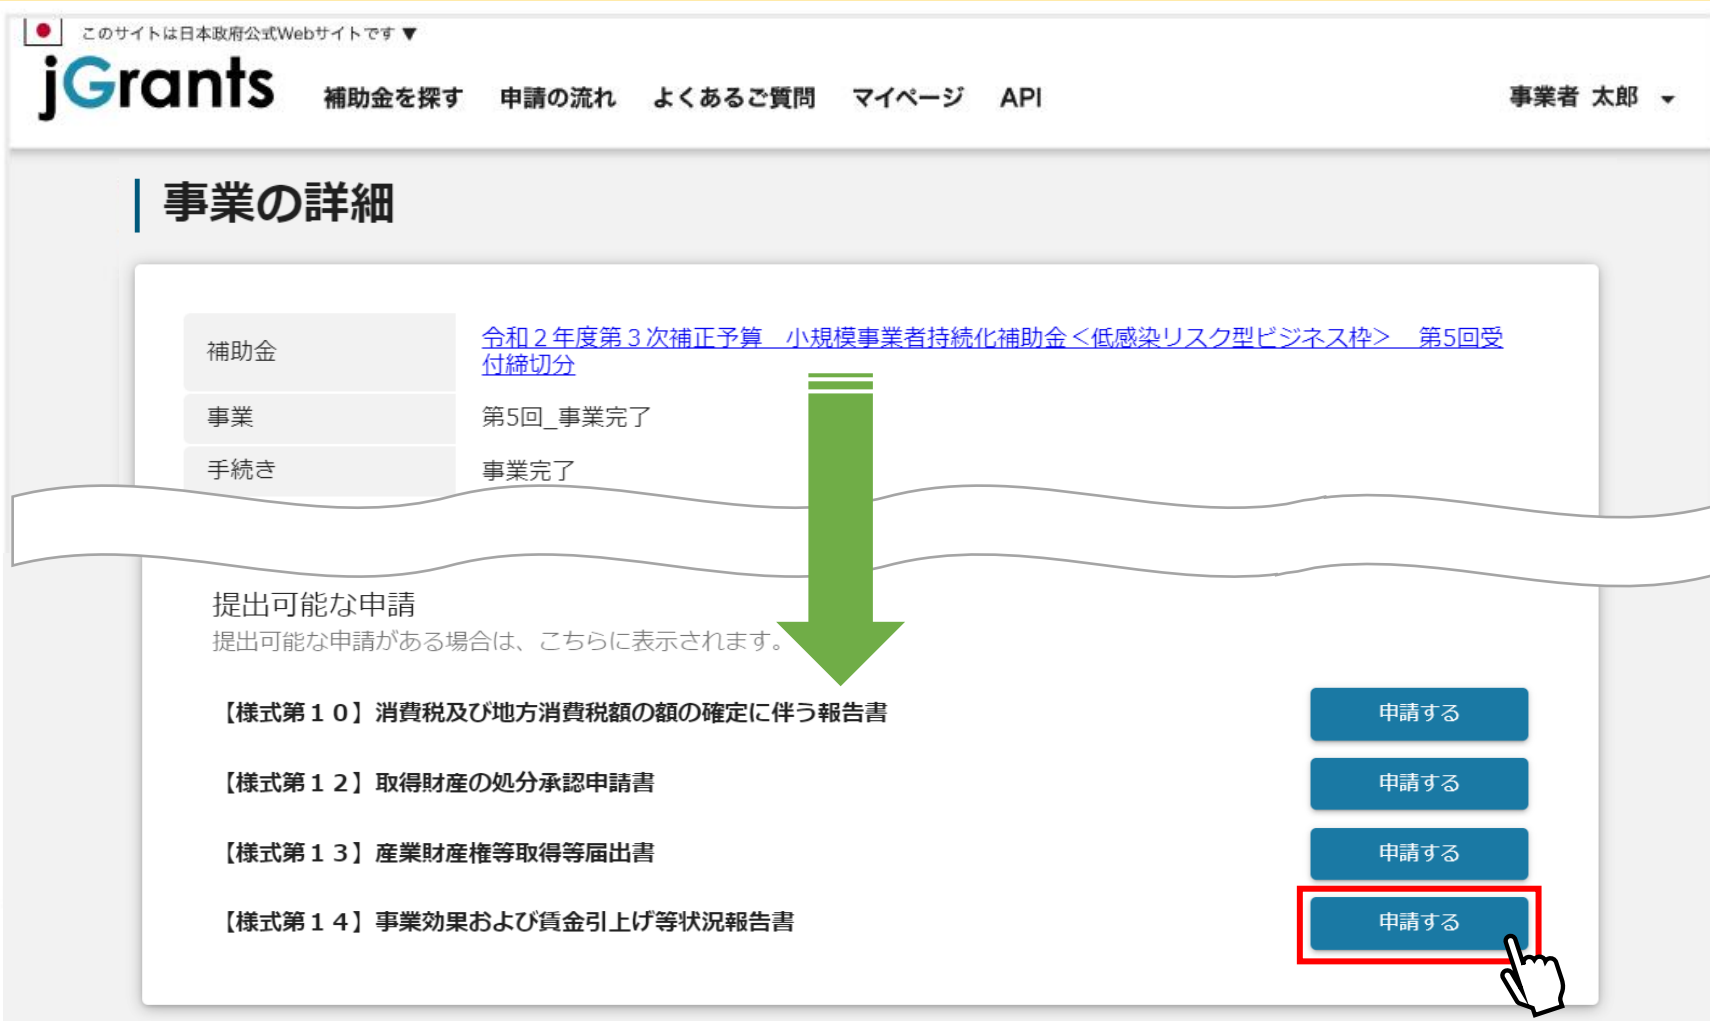 このサイトは日本政府公式Webサイトです ▼
jGrants 補助金を探す 申請の流れ よくあるご質問 マイページ API 事業者 太郎
事業の詳細
補助金 令和２年度第３次補正予算　小規模事業者持続化補助金＜低感染リスク型ビジネス枠＞　第5回受
付締切分
事業 第5回_事業完了
手続き 事業完了
提出可能な申請
提出可能な申請がある場合は、こちらに表示されます。
【様式第１０】消費税及び地方消費税額の額の確定に伴う報告書 申請する
【様式第１２】取得財産の処分承認申請書 申請する
【様式第１３】産業財産権等取得等届出書 申請する
【様式第１４】事業効果および賃金引上げ等状況報告書 申請する